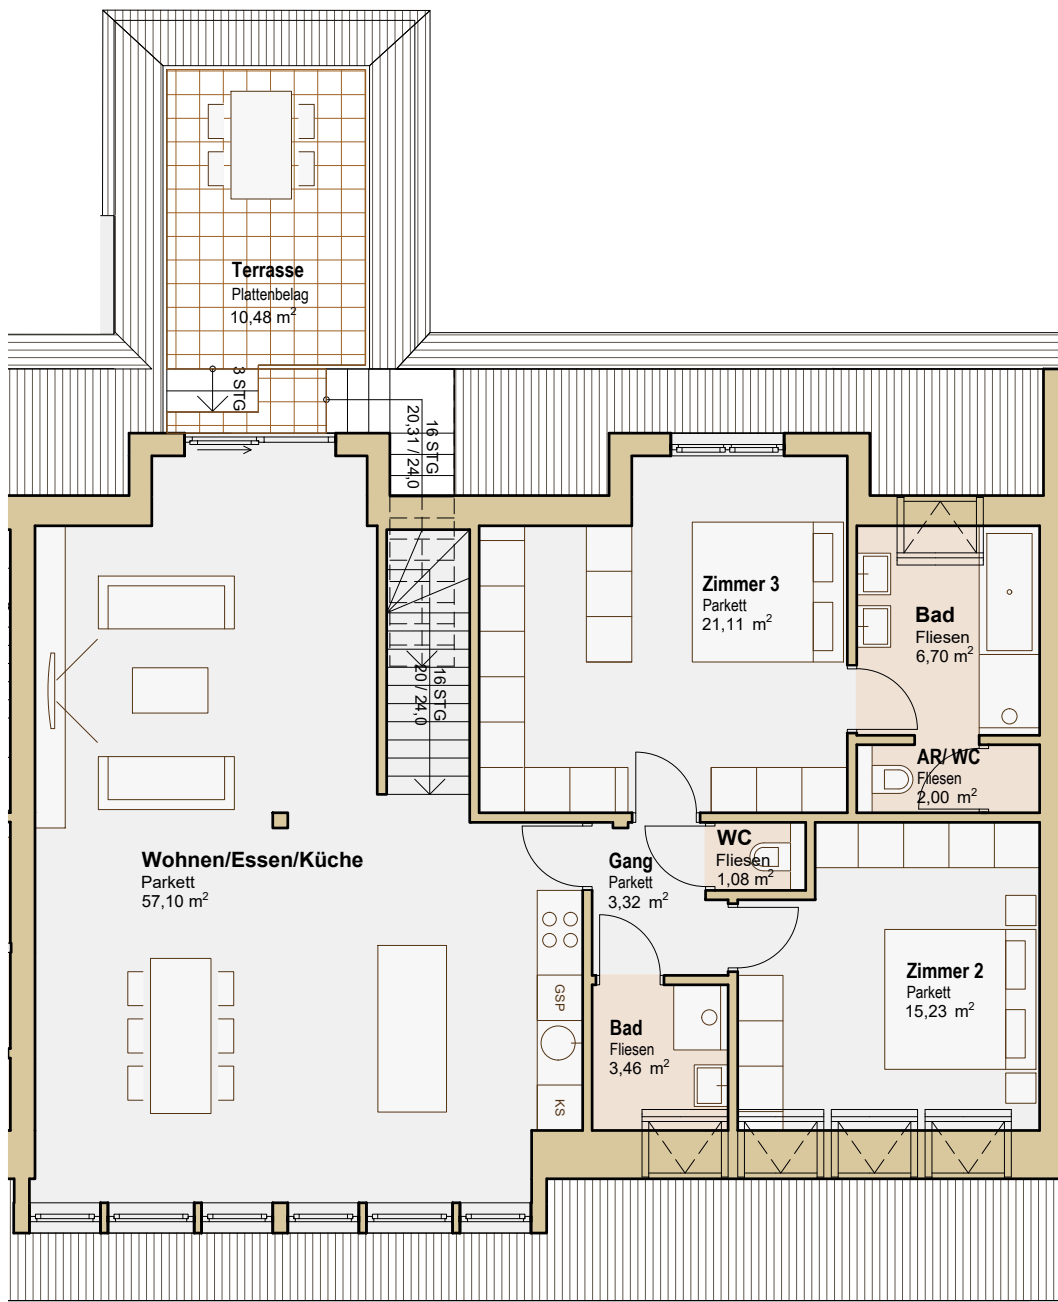 Terrasse
Plattenbelag
10,48 m²
3 STG
16 STG
20,31 / 24,0
16 STG
20 / 24,0
Zimmer 3
Parkett
21,11 m²
Bad
Fliesen
6,70 m²
AR/ WC
Fliesen
2,00 m²
Wohnen/Essen/Küche
Parkett
57,10 m²
Gang
Parkett
3,32 m²
WC
Fliesen
1,08 m²
GSP
KS
Bad
Fliesen
3,46 m²
Zimmer 2
Parkett
15,23 m²